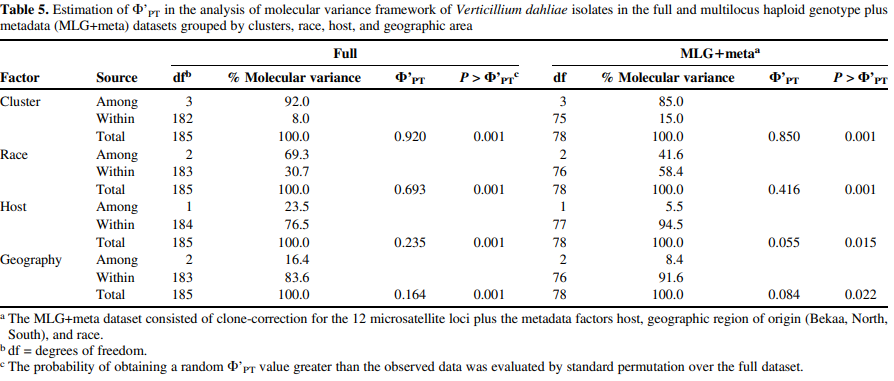 Table 5. Estimation of Φ’PT in the analysis of molecular variance framework of Verticillium dahliae isolates in the full and multilocus haploid genotype plus
metadata (MLG+meta) datasets grouped by clusters, race, host, and geographic area
Full MLG+metaa
Factor Source dfb % Molecular variance Φ’PT P > Φ’PTc df % Molecular variance Φ’PT P > Φ’PT
Cluster Among 3 92.0 3 85.0
Within 182 8.0 75 15.0
Total 185 100.0 0.920 0.001 78 100.0 0.850 0.001
Race Among 2 69.3 2 41.6
Within 183 30.7 76 58.4
Total 185 100.0 0.693 0.001 78 100.0 0.416 0.001
Host Among 1 23.5 1 5.5
Within 184 76.5 77 94.5
Total 185 100.0 0.235 0.001 78 100.0 0.055 0.015
Geography Among 2 16.4 2 8.4
Within 183 83.6 76 91.6
Total 185 100.0 0.164 0.001 78 100.0 0.084 0.022
a The MLG+meta dataset consisted of clone-correction for the 12 microsatellite loci plus the metadata factors host, geographic region of origin (Bekaa, North,
South), and race.
b df = degrees of freedom.
c The probability of obtaining a random Φ’PT value greater than the observed data was evaluated by standard permutation over the full dataset.